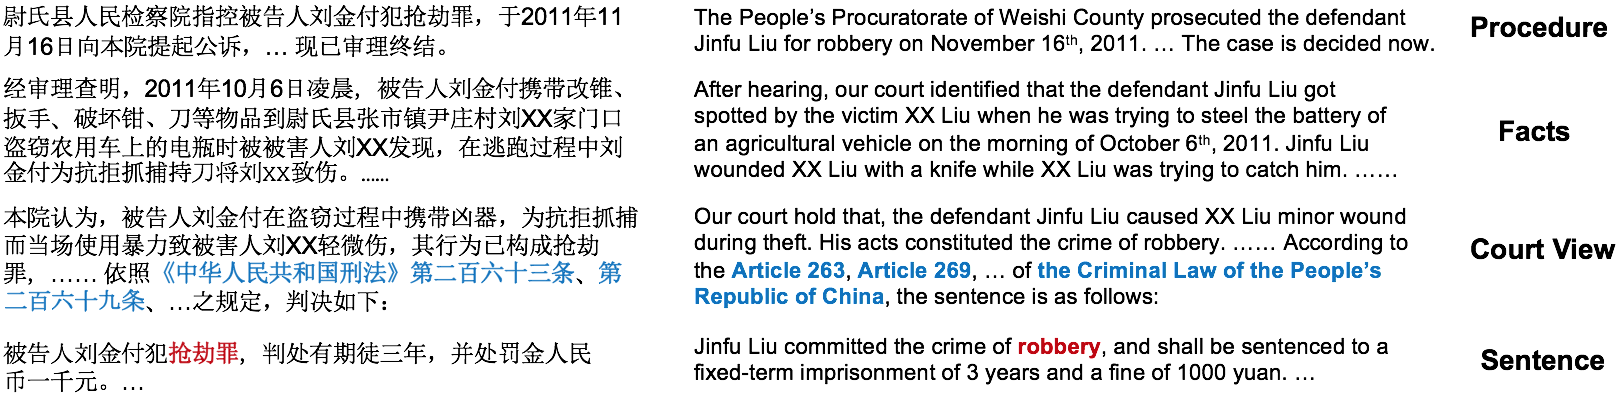 尉氏县人民检察院指控被告人刘金付犯抢劫罪，于2011年11
月16日向本院提起公诉，... 现已审理终结。
The People's Procuratorate of Weishi County prosecuted the defendant
Jinfu Liu for robbery on November 16th, 2011. ... The case is decided now.
Procedure
经审理查明，2011年10月6日凌晨，被告人刘金付携带改锥、
扳手、破坏钳、刀等物品到尉氏县张市镇尹庄村刘XX家门口
盗窃农用车上的电瓶时被被害人刘XX发现，在逃跑过程中刘
金付为抗拒抓捕持刀将刘xx致伤。......
After hearing, our court identified that the defendant Jinfu Liu got
spotted by the victim XX Liu when he was trying to steel the battery of
an agricultural vehicle on the morning of October 6th, 2011. Jinfu Liu
wounded XX Liu with a knife while XX Liu was trying to catch him. ......
Facts
本院认为，被告人刘金付在盗窃过程中携带凶器，为抗拒抓捕
而当场使用暴力致被害人刘XX轻微伤，其行为已构成抢劫
罪，...... 依照《中华人民共和国刑法》第二百六十三条、第
二百六十九条、...之规定，判决如下：
Our court hold that, the defendant Jinfu Liu caused XX Liu minor wound
during theft. His acts constituted the crime of robbery. ...... According to
the Article 263, Article 269, ... of the Criminal Law of the People's
Republic of China, the sentence is as follows:
Court View
被告人刘金付犯抢劫罪，判处有期徒三年，并处罚金人民
币一千元。...
Jinfu Liu committed the crime of robbery, and shall be sentenced to a
fixed-term imprisonment of 3 years and a fine of 1000 yuan. ...
Sentence